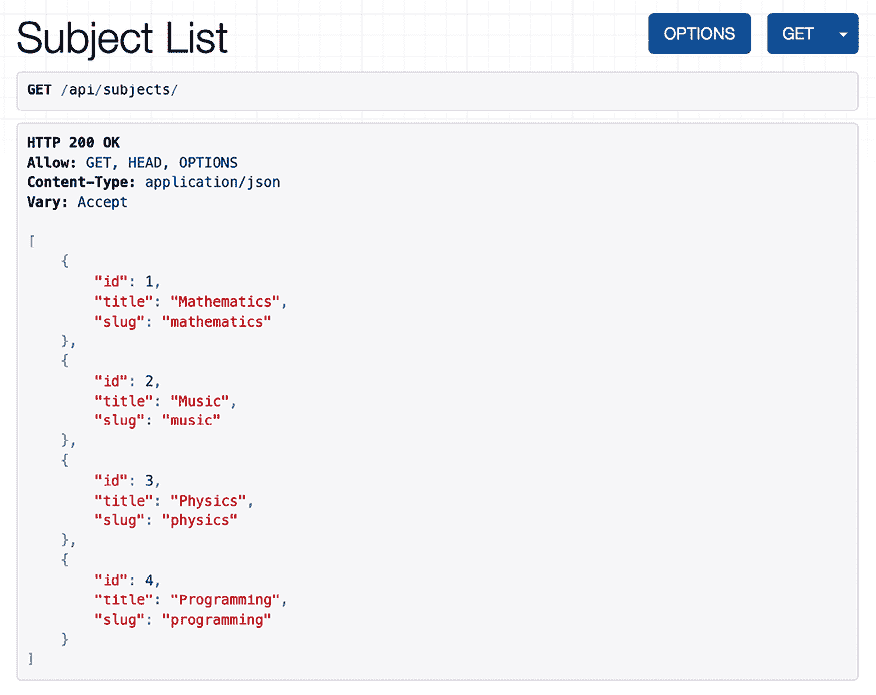 Subject List
OPTIONS
GET
GET /api/subjects/
HTTP 200 OK
Allow: GET, HEAD, OPTIONS
Content-Type: application/json
Vary: Accept
[
    {
        "id": 1,
        "title": "Mathematics",
        "slug": "mathematics"
    },
    {
        "id": 2,
        "title": "Music",
        "slug": "music"
    },
    {
        "id": 3,
        "title": "Physics",
        "slug": "physics"
    },
    {
        "id": 4,
        "title": "Programming",
        "slug": "programming"
    }
]